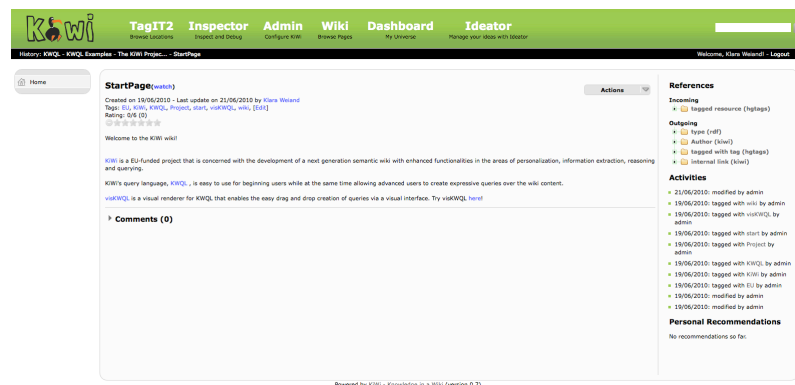 KiWi
TagIT2 Inspector Admin Wiki Dashboard Ideator
Browse Locations Inspect and Debug Configure KiWi Browse Pages My Universe Manage your ideas with Ideator
History: KWQL - KWQL Examples - The KiWi Projec... - StartPage
Welcome, Klara Weiand! - Logout
Home
StartPage(watch)
Actions
Created on 19/06/2010 - Last update on 21/06/2010 by Klara Weiand
Tags: EU, KiWi, KWQL, Project, start, visKWQL, wiki, [Edit]
Rating: 0/6 (0)
Welcome to the KiWi wiki!
KiWi is a EU-funded project that is concerned with the development of a next generation semantic wiki with enhanced functionalities in the areas of personalization, information extraction, reasoning
and querying.
KiWi's query language, KWQL , is easy to use for beginning users while at the same time allowing advanced users to create expressive queries over the wiki content.
visKWQL is a visual renderer for KWQL that enables the easy drag and drop creation of queries via a visual interface. Try visKWQL here!
Comments (0)
References
Incoming
tagged resource (hgtags)
Outgoing
type (rdf)
Author (kiwi)
tagged with tag (hgtags)
internal link (kiwi)
Activities
21/06/2010: modified by admin
19/06/2010: tagged with wiki by admin
19/06/2010: tagged with visKWQL by
admin
19/06/2010: tagged with start by admin
19/06/2010: tagged with Project by
admin
19/06/2010: tagged with KWQL by admin
19/06/2010: tagged with KiWi by admin
19/06/2010: tagged with EU by admin
19/06/2010: modified by admin
19/06/2010: modified by admin
Personal Recommendations
No recommendations so far.
Powered by KiWi - Knowledge in a Wiki (version 0.7)